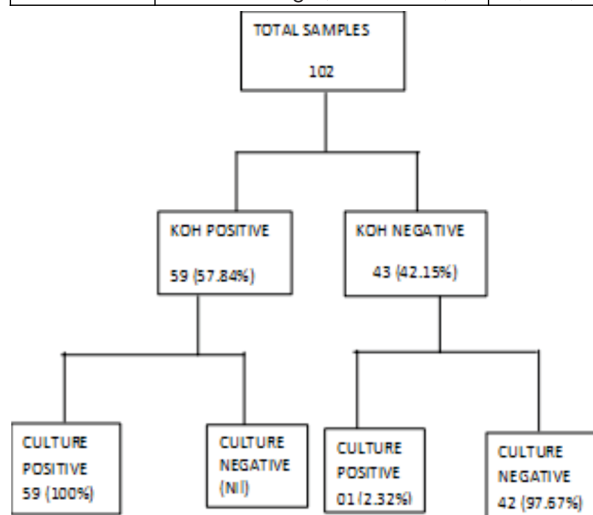 TOTAL SAMPLES
102
KOH POSITIVE
59 (57.84%)
KOH NEGATIVE
43 (42.15%)
CULTURE
POSITIVE
59 (100%)
CULTURE
NEGATIVE
(Nil)
CULTURE
POSITIVE
01 (2.32%)
CULTURE
NEGATIVE
42 (97.67%)